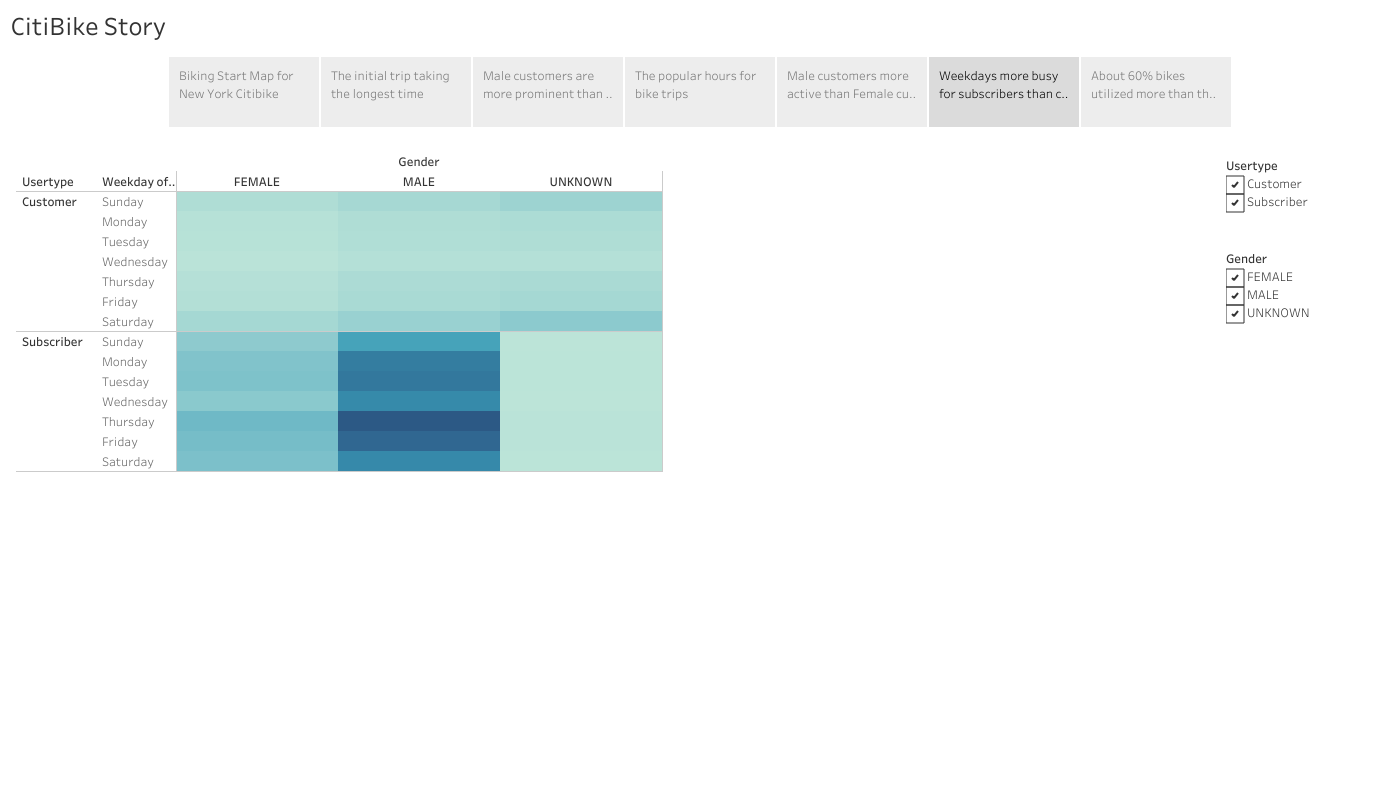 CitiBike Story
Biking Start Map for
New York Citibike
The initial trip taking
the longest time
Male customers are
more prominent than ..
The popular hours for
bike trips
Male customers more
active than Female cu..
Weekdays more busy
for subscribers than c..
About 60% bikes
utilized more than th..
Gender
Usertype Weekday of.. FEMALE MALE UNKNOWN
Customer Sunday
Monday
Tuesday
Wednesday
Thursday
Friday
Saturday
Subscriber Sunday
Monday
Tuesday
Wednesday
Thursday
Friday
Saturday
Usertype
Customer
Subscriber
Gender
FEMALE
MALE
UNKNOWN